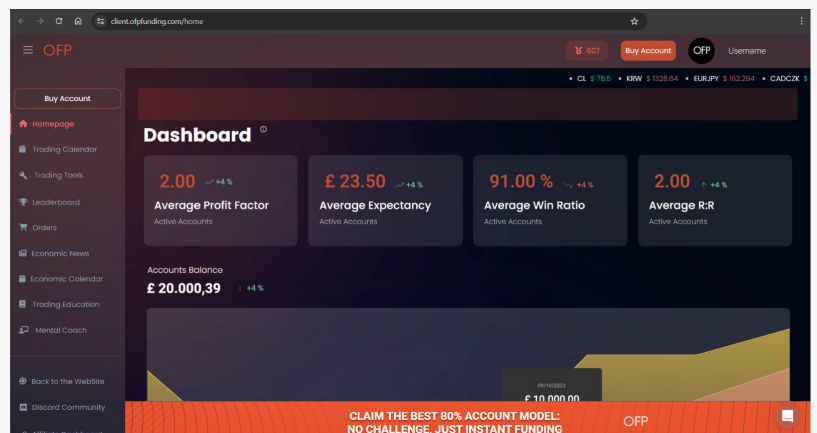 client.ofpfunding.com/home
OFP
607
Buy Account
OFP
Username
• CL $ 78.5 • KRW $ 1328.64 • EURJPY $ 162.294 • CADCZK $
Buy Account
Homepage
Trading Calendar
Trading Tools
Leaderboard
Orders
Economic News
Economic Calendar
Trading Education
Mental Coach
Back to the WebSite
Discord Community
Dashboard
2.00 +4 %
Average Profit Factor
Active Accounts
£ 23.50 +4 %
Average Expectancy
Active Accounts
91.00 % +4 %
Average Win Ratio
Active Accounts
2.00 +4 %
Average R:R
Active Accounts
Accounts Balance
£ 20.000,39 +4 %
09/10/2023
£ 10.000,00
CLAIM THE BEST 80% ACCOUNT MODEL:
NO CHALLENGE, JUST INSTANT FUNDING
OFP